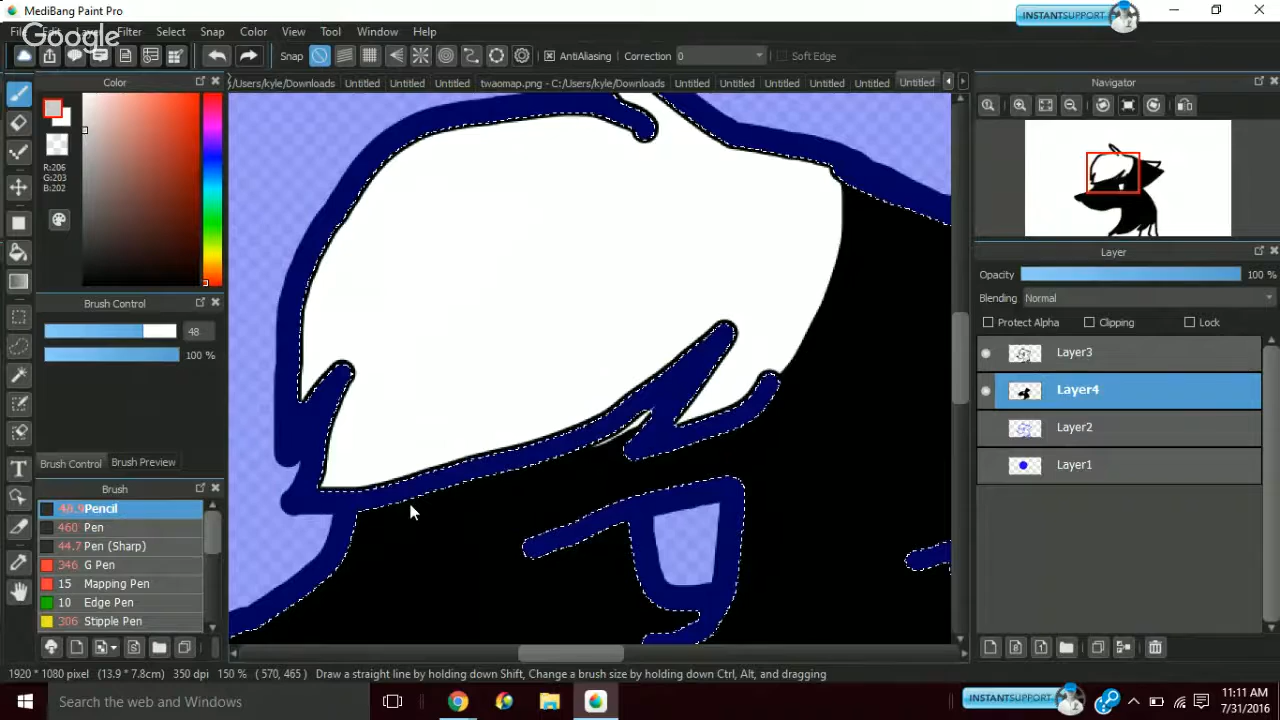 MediBang Paint Pro
INSTANTSUPPORT
File Edit Layer Filter Select Snap Color View Tool Window Help
Google
Snap AntiAliasing Correction 0 Soft Edge
Color
/Users/kyle/Downloads Untitled Untitled Untitled twaomap.png - C:/Users/kyle/Downloads Untitled Untitled Untitled Untitled Untitled Untitled
Navigator
R:206
G:203
B:202
Layer
Opacity 100 %
Blending Normal
Protect Alpha Clipping Lock
Brush Control
48
100 %
Layer3
Layer4
Layer2
Layer1
Brush Control Brush Preview
Brush
48.9 Pencil
460 Pen
44.7 Pen (Sharp)
346 G Pen
15 Mapping Pen
10 Edge Pen
306 Stipple Pen
1920 * 1080 pixel (13.9 * 7.8cm) 350 dpi 150 % ( 570, 465 ) Draw a straight line by holding down Shift, Change a brush size by holding down Ctrl, Alt, and dragging
Search the web and Windows
INSTANTSUPPORT
11:11 AM
7/31/2016